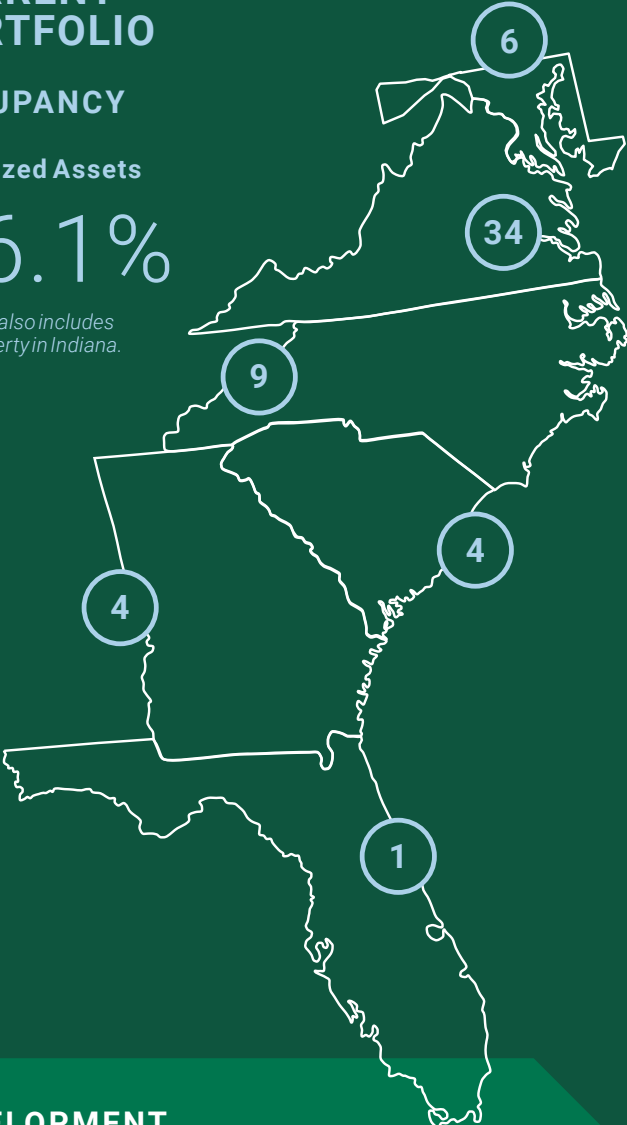 RTFOLIO
UPANCY
zed Assets
6.1%
also includes
erty in Indiana.
6
34
9
4
4
1
ELOPMENT